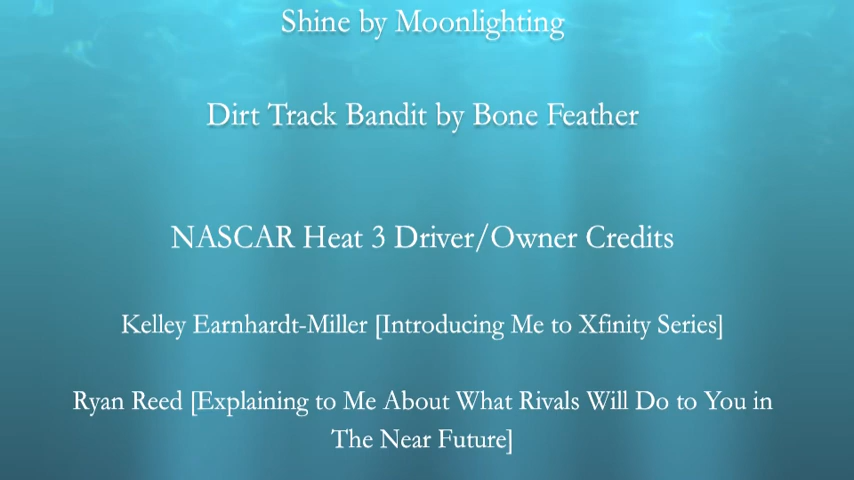 Shine by Moonlighting
Dirt Track Bandit by Bone Feather
NASCAR Heat 3 Driver/Owner Credits
Kelley Earnhardt-Miller [Introducing Me to Xfinity Series]
Ryan Reed [Explaining to Me About What Rivals Will Do to You in
The Near Future]